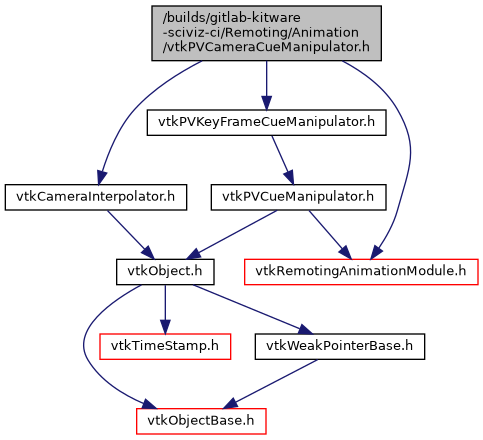 /builds/gitlab-kitware
-sciviz-ci/Remoting/Animation
/vtkPVCameraCueManipulator.h
vtkPVKeyFrameCueManipulator.h
vtkCameraInterpolator.h
vtkPVCueManipulator.h
vtkObject.h
vtkRemotingAnimationModule.h
vtkTimeStamp.h
vtkWeakPointerBase.h
vtkObjectBase.h